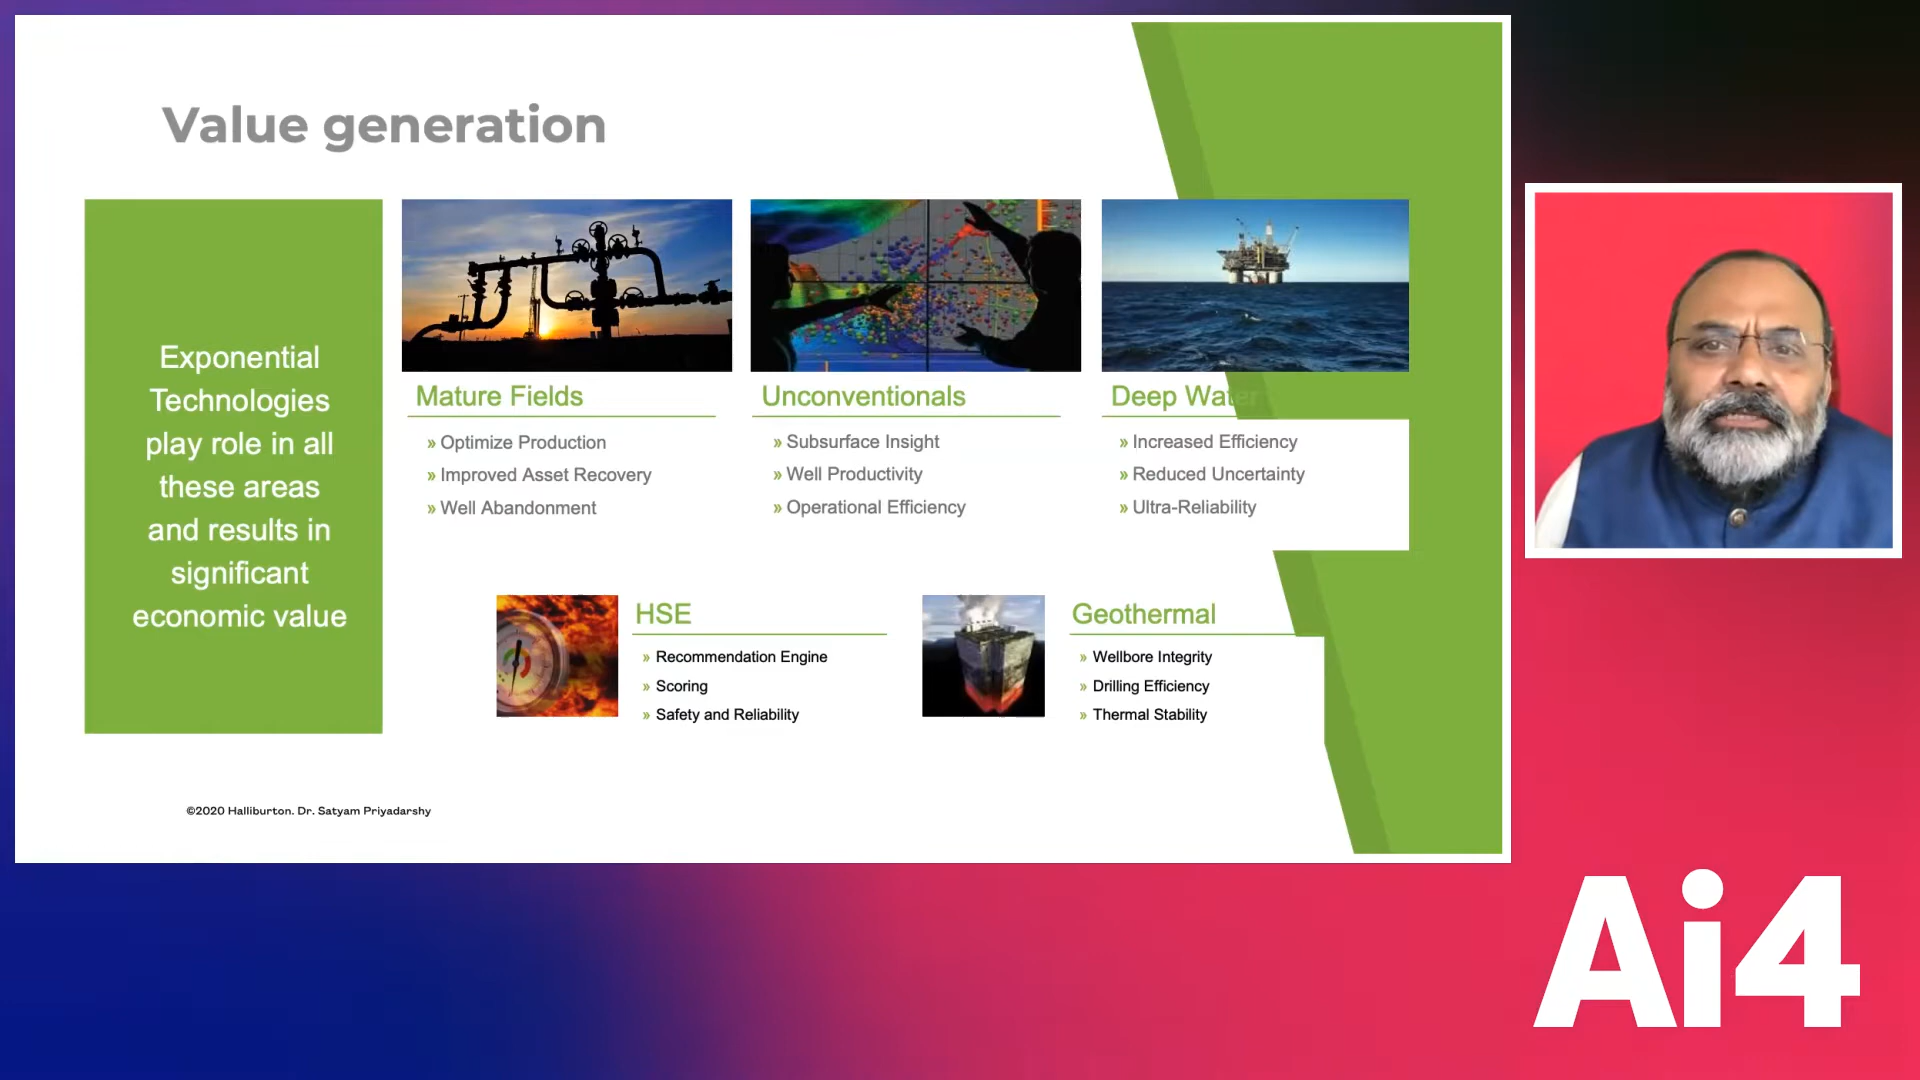 Value generation
Exponential
Technologies
play role in all
these areas
and results in
significant
economic value
Mature Fields
» Optimize Production
» Improved Asset Recovery
» Well Abandonment
Unconventionals
» Subsurface Insight
» Well Productivity
» Operational Efficiency
Deep Water
» Increased Efficiency
» Reduced Uncertainty
» Ultra-Reliability
HSE
» Recommendation Engine
» Scoring
» Safety and Reliability
Geothermal
» Wellbore Integrity
» Drilling Efficiency
» Thermal Stability
©2020 Halliburton. Dr. Satyam Priyadarshy
Ai4